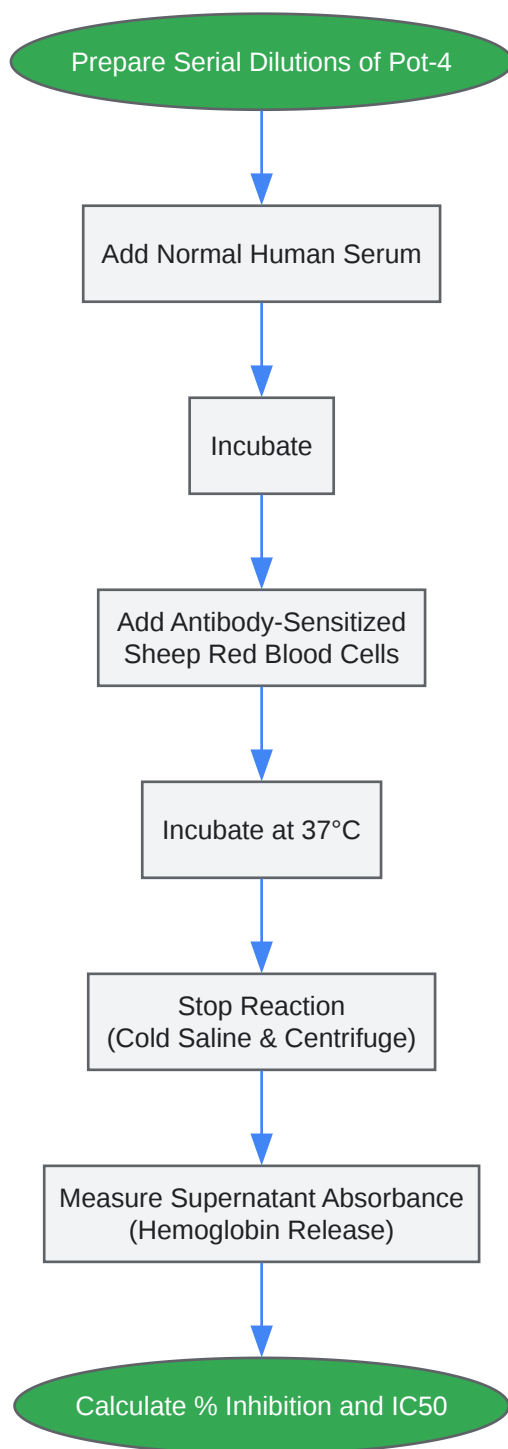 Prepare Serial Dilutions of Pot-4
Add Normal Human Serum
Incubate
Add Antibody-Sensitized
Sheep Red Blood Cells
Incubate at 37°C
Stop Reaction
(Cold Saline & Centrifuge)
Measure Supernatant Absorbance
(Hemoglobin Release)
Calculate % Inhibition and IC50